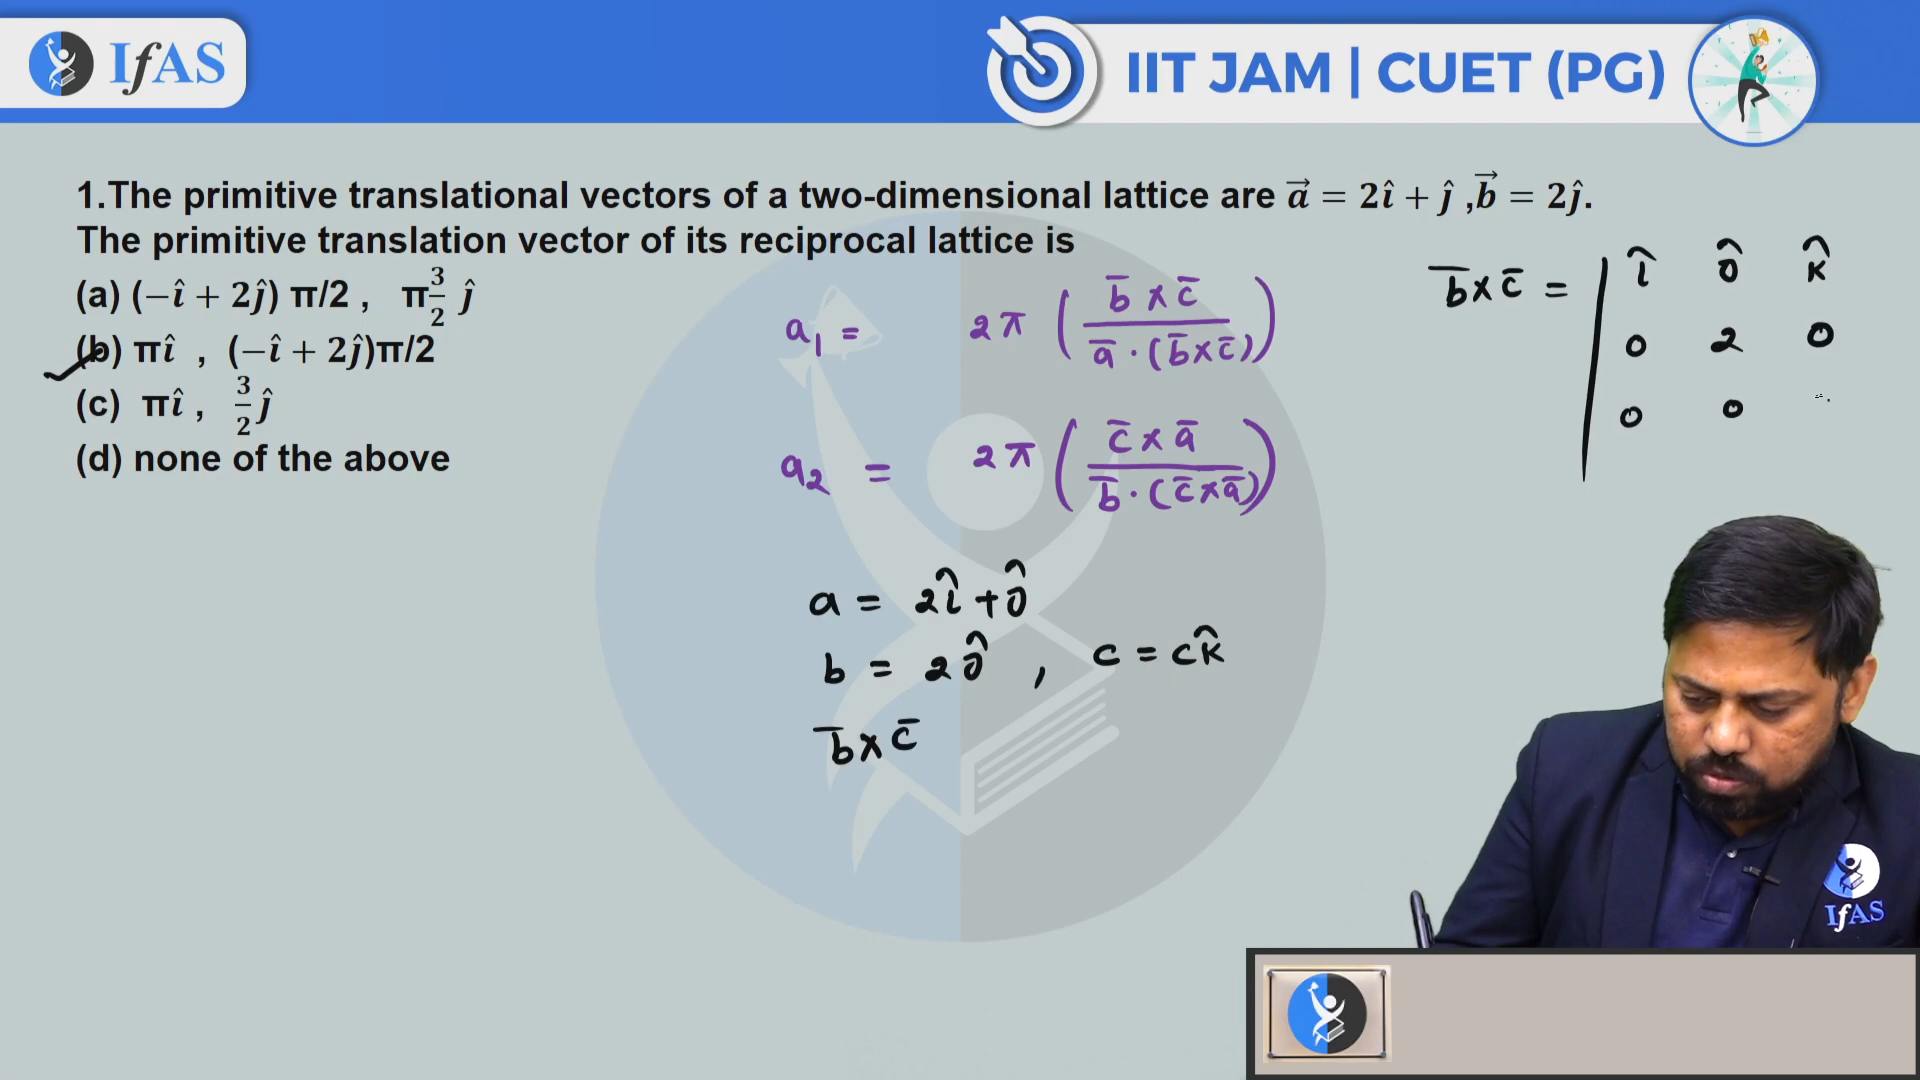 IfAS
IIT JAM | CUET (PG)
1.The primitive translational vectors of a two-dimensional lattice are a⃗ = 2î + ĵ ,b⃗ = 2ĵ.
The primitive translation vector of its reciprocal lattice is
(a) (−î + 2ĵ) π/2 , π3/2 ĵ
(b) πî , (−î + 2ĵ)π/2
(c) πî , 3/2 ĵ
(d) none of the above
a₁ = 2π ( b̄ × c̄ / ā · (b̄ × c̄) )
a₂ = 2π ( c̄ × ā / b̄ · (c̄ × ā) )
a = 2î + ĵ
b = 2ĵ , c = ck̂
b̄ × c̄
b̄ × c̄ = | î ĵ k̂
0 2 0
0 0
IfAS